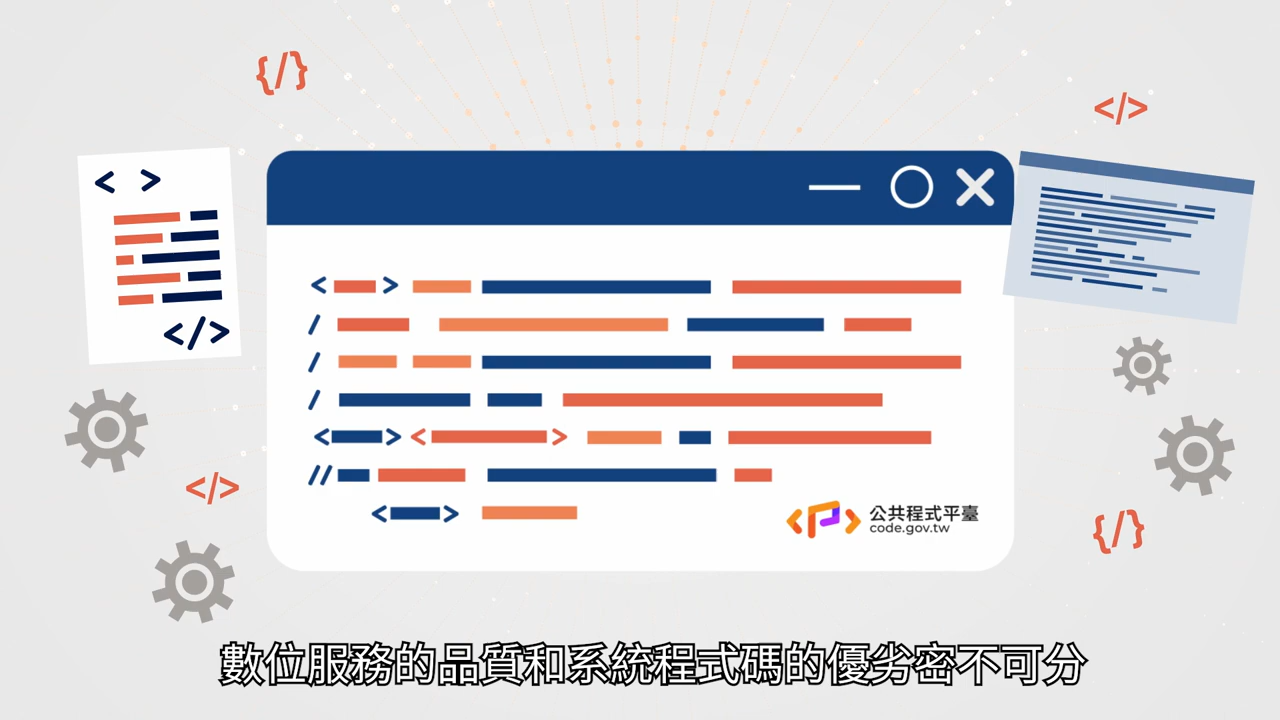 {/}
</>
< >
</>
公共程式平臺
code.gov.tw
</>
{/}
數位服務的品質和系統程式碼的優劣密不可分